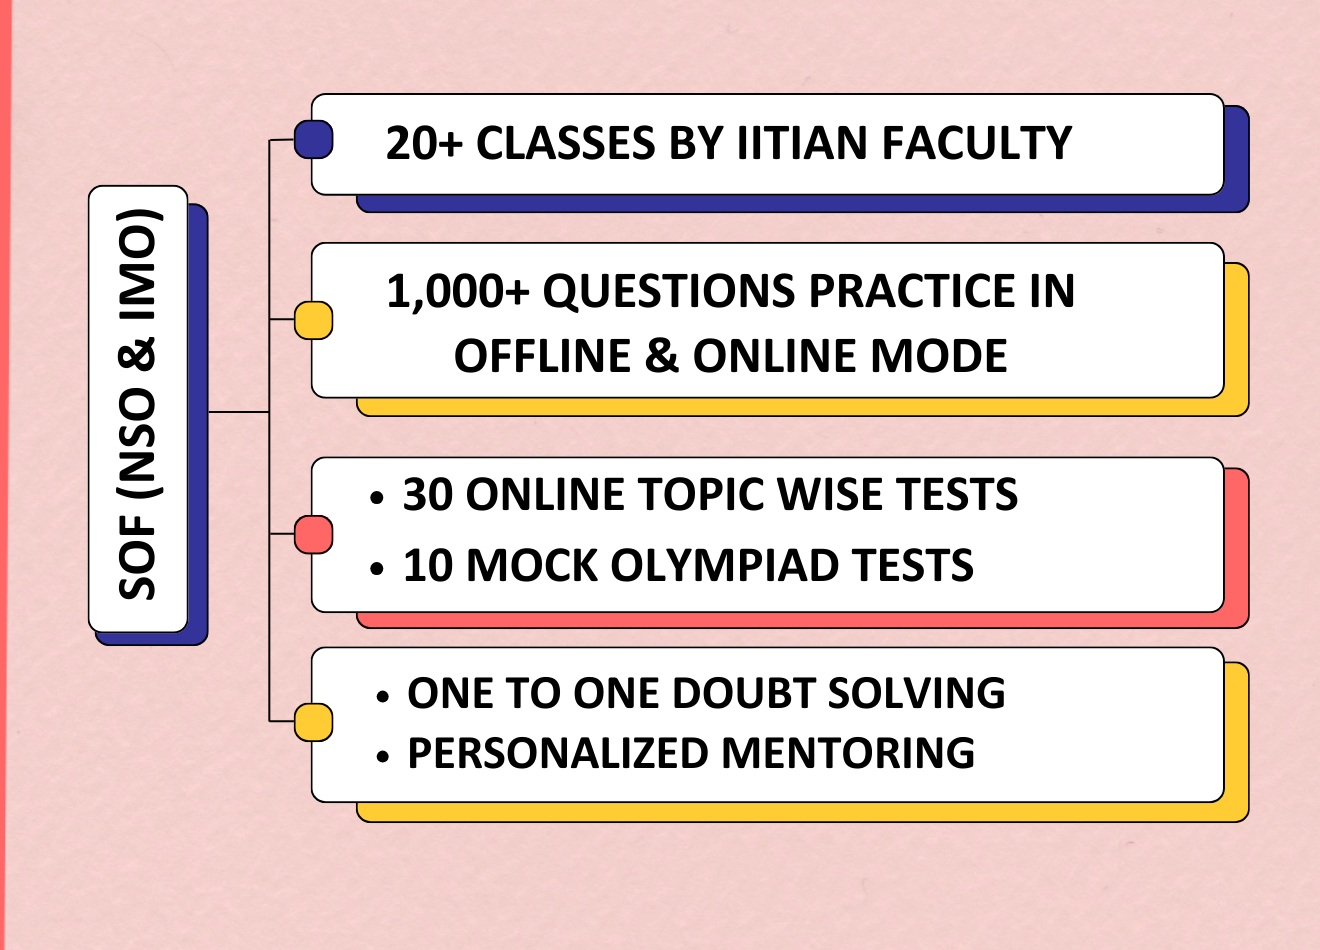 SOF (NSO & IMO)
20+ CLASSES BY IITIAN FACULTY
1,000+ QUESTIONS PRACTICE IN
OFFLINE & ONLINE MODE
• 30 ONLINE TOPIC WISE TESTS
• 10 MOCK OLYMPIAD TESTS
• ONE TO ONE DOUBT SOLVING
• PERSONALIZED MENTORING